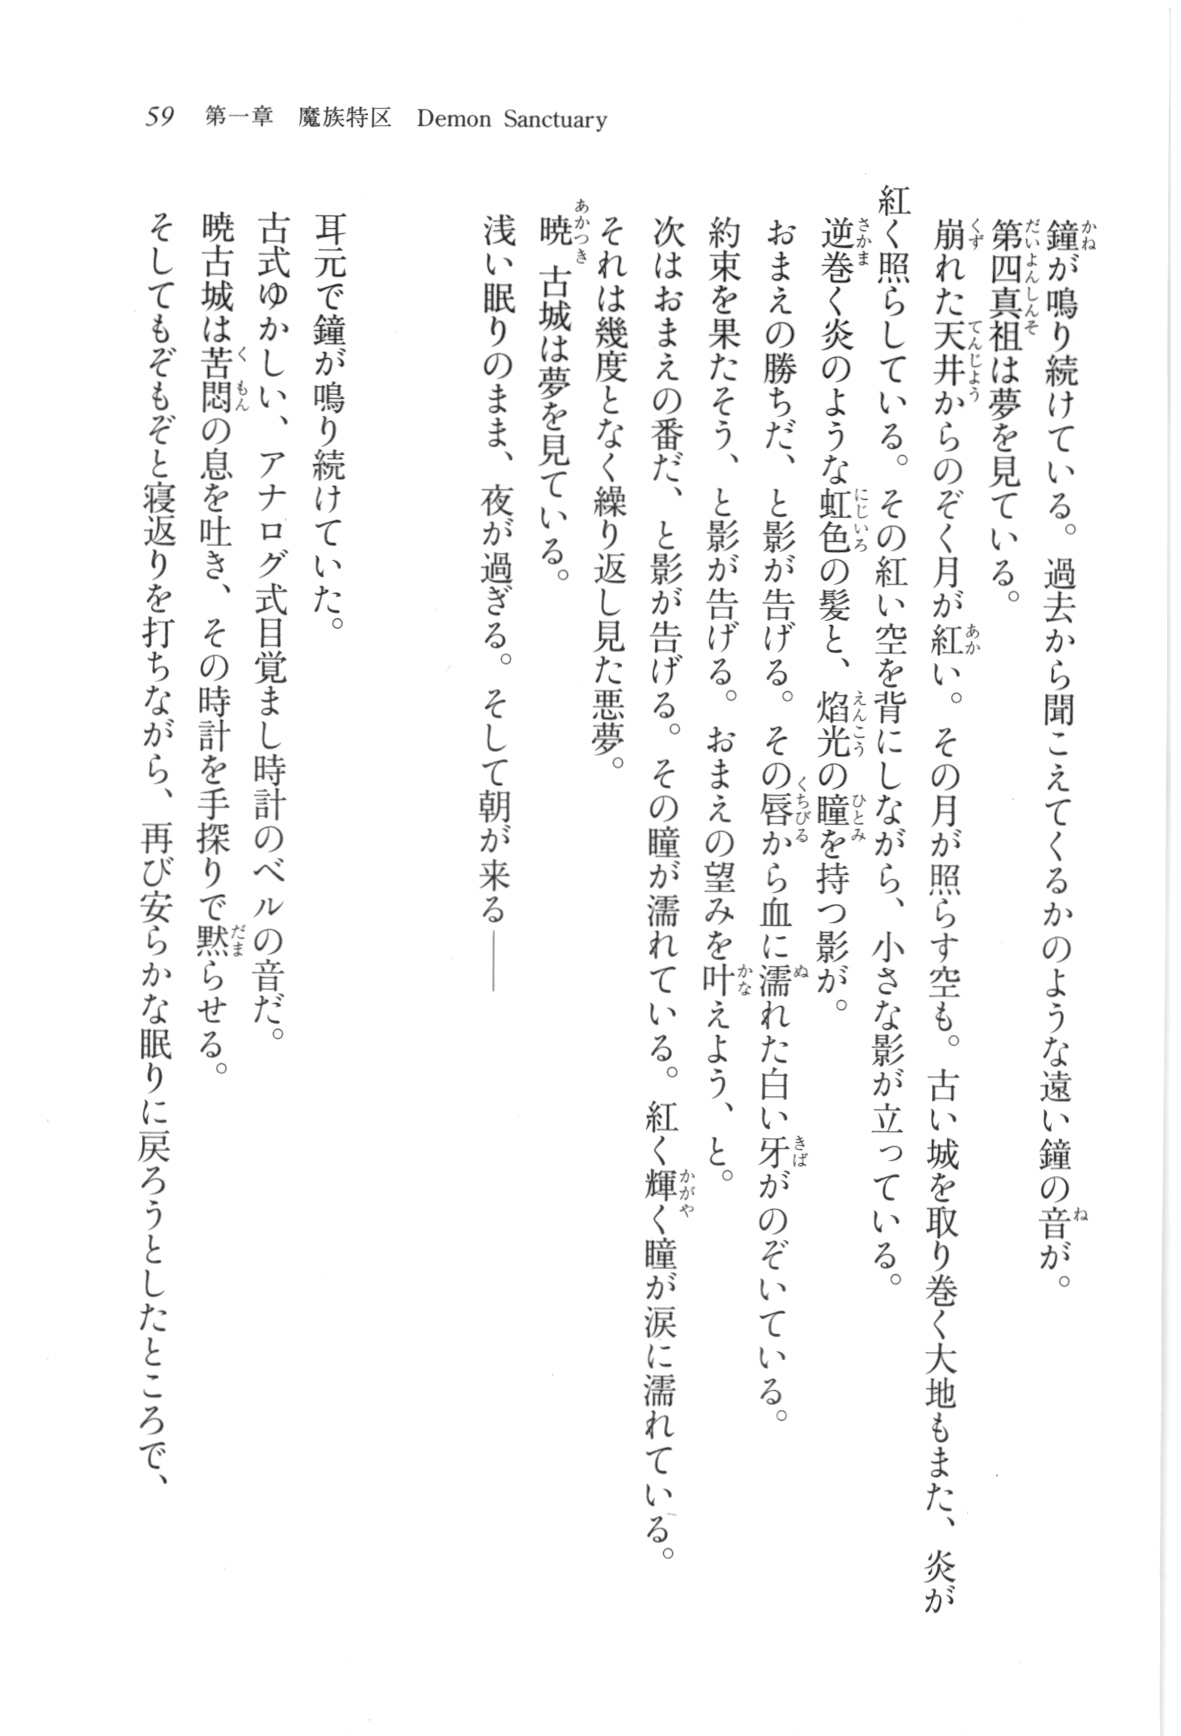 59 第一章 魔族特区 Demon Sanctuary
鐘が鳴り続けている。過去から聞こえてくるかのような遠い鐘の音が。
第四真祖は夢を見ている。
崩れた天井からのぞく月が紅い。その月が照らす空も。古い城を取り巻く大地もまた、炎が
紅く照らしている。その紅い空を背にしながら、小さな影が立っている。
逆巻く炎のような虹色の髪と、焰光の瞳を持つ影が。
おまえの勝ちだ、と影が告げる。その唇から血に濡れた白い牙がのぞいている。
約束を果たそう、と影が告げる。おまえの望みを叶えよう、と。
次はおまえの番だ、と影が告げる。その瞳が濡れている。紅く輝く瞳が涙に濡れている。
それは幾度となく繰り返し見た悪夢。
暁 古城は夢を見ている。
浅い眠りのまま、夜が過ぎる。そして朝が来る――
耳元で鐘が鳴り続けていた。
古式ゆかしい、アナログ式目覚まし時計のベルの音だ。
暁古城は苦悶の息を吐き、その時計を手探りで黙らせる。
そしてもぞもぞと寝返りを打ちながら、再び安らかな眠りに戻ろうとしたところで、